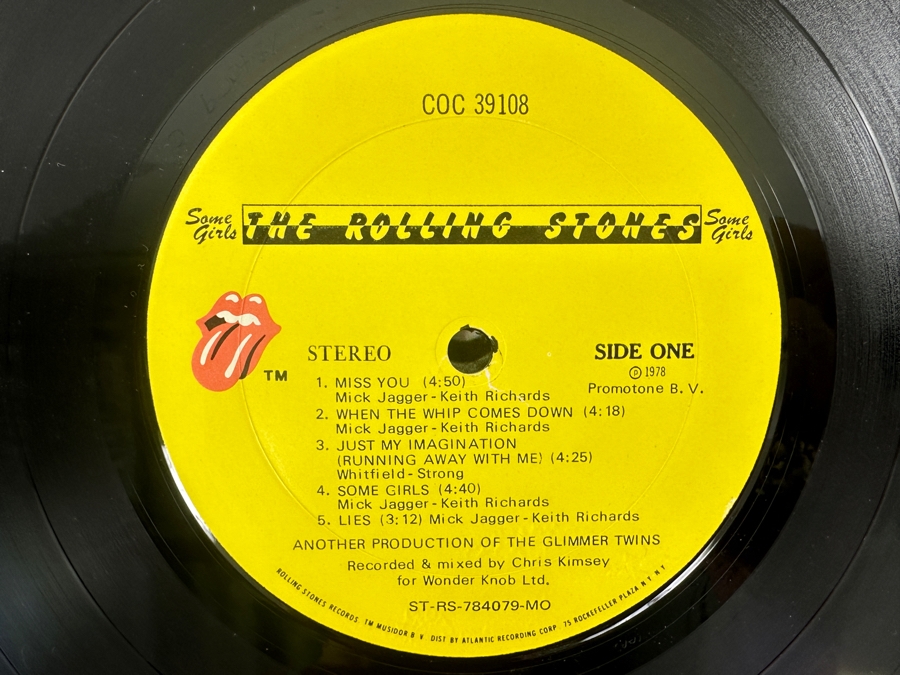 COC 39108
Some Girls
THE ROLLING STONES
Some Girls
TM
STEREO
SIDE ONE
Ⓟ 1978
Promotone B. V.
1. MISS YOU (4:50)
Mick Jagger - Keith Richards
2. WHEN THE WHIP COMES DOWN (4:18)
Mick Jagger - Keith Richards
3. JUST MY IMAGINATION
(RUNNING AWAY WITH ME) (4:25)
Whitfield - Strong
4. SOME GIRLS (4:40)
Mick Jagger - Keith Richards
5. LIES (3:12) Mick Jagger - Keith Richards
ANOTHER PRODUCTION OF THE GLIMMER TWINS
Recorded & mixed by Chris Kimsey
for Wonder Knob Ltd.
ST-RS-784079-MO
ROLLING STONES RECORDS. TM MUSIDOR B V DIST BY ATLANTIC RECORDING CORP 75 ROCKEFELLER PLAZA N Y. N Y